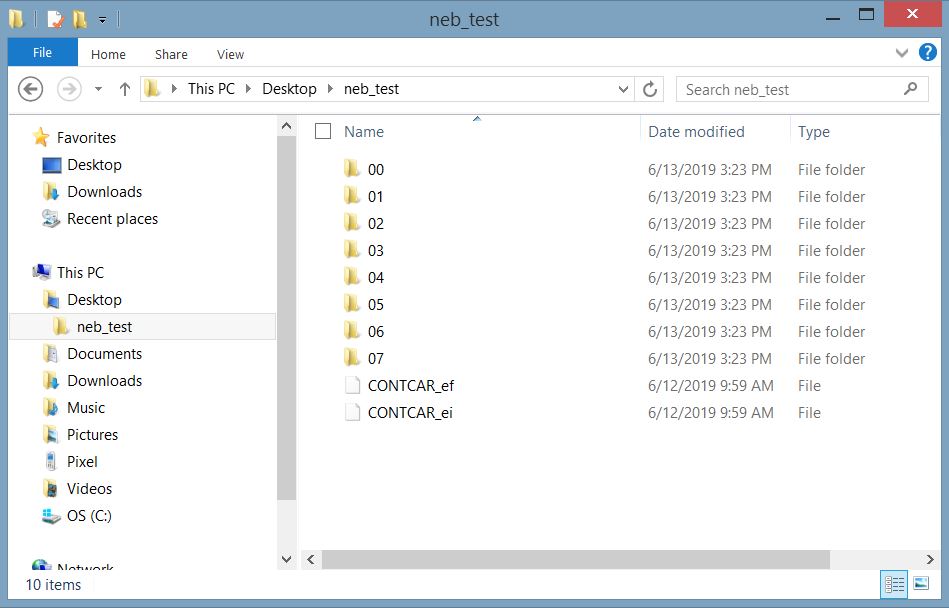 neb_test
File Home Share View
This PC Desktop neb_test Search neb_test
Favorites
Desktop
Downloads
Recent places
This PC
Desktop
neb_test
Documents
Downloads
Music
Pictures
Pixel
Videos
OS (C:)
Network
Name Date modified Type
00 6/13/2019 3:23 PM File folder
01 6/13/2019 3:23 PM File folder
02 6/13/2019 3:23 PM File folder
03 6/13/2019 3:23 PM File folder
04 6/13/2019 3:23 PM File folder
05 6/13/2019 3:23 PM File folder
06 6/13/2019 3:23 PM File folder
07 6/13/2019 3:23 PM File folder
CONTCAR_ef 6/12/2019 9:59 AM File
CONTCAR_ei 6/12/2019 9:59 AM File
10 items